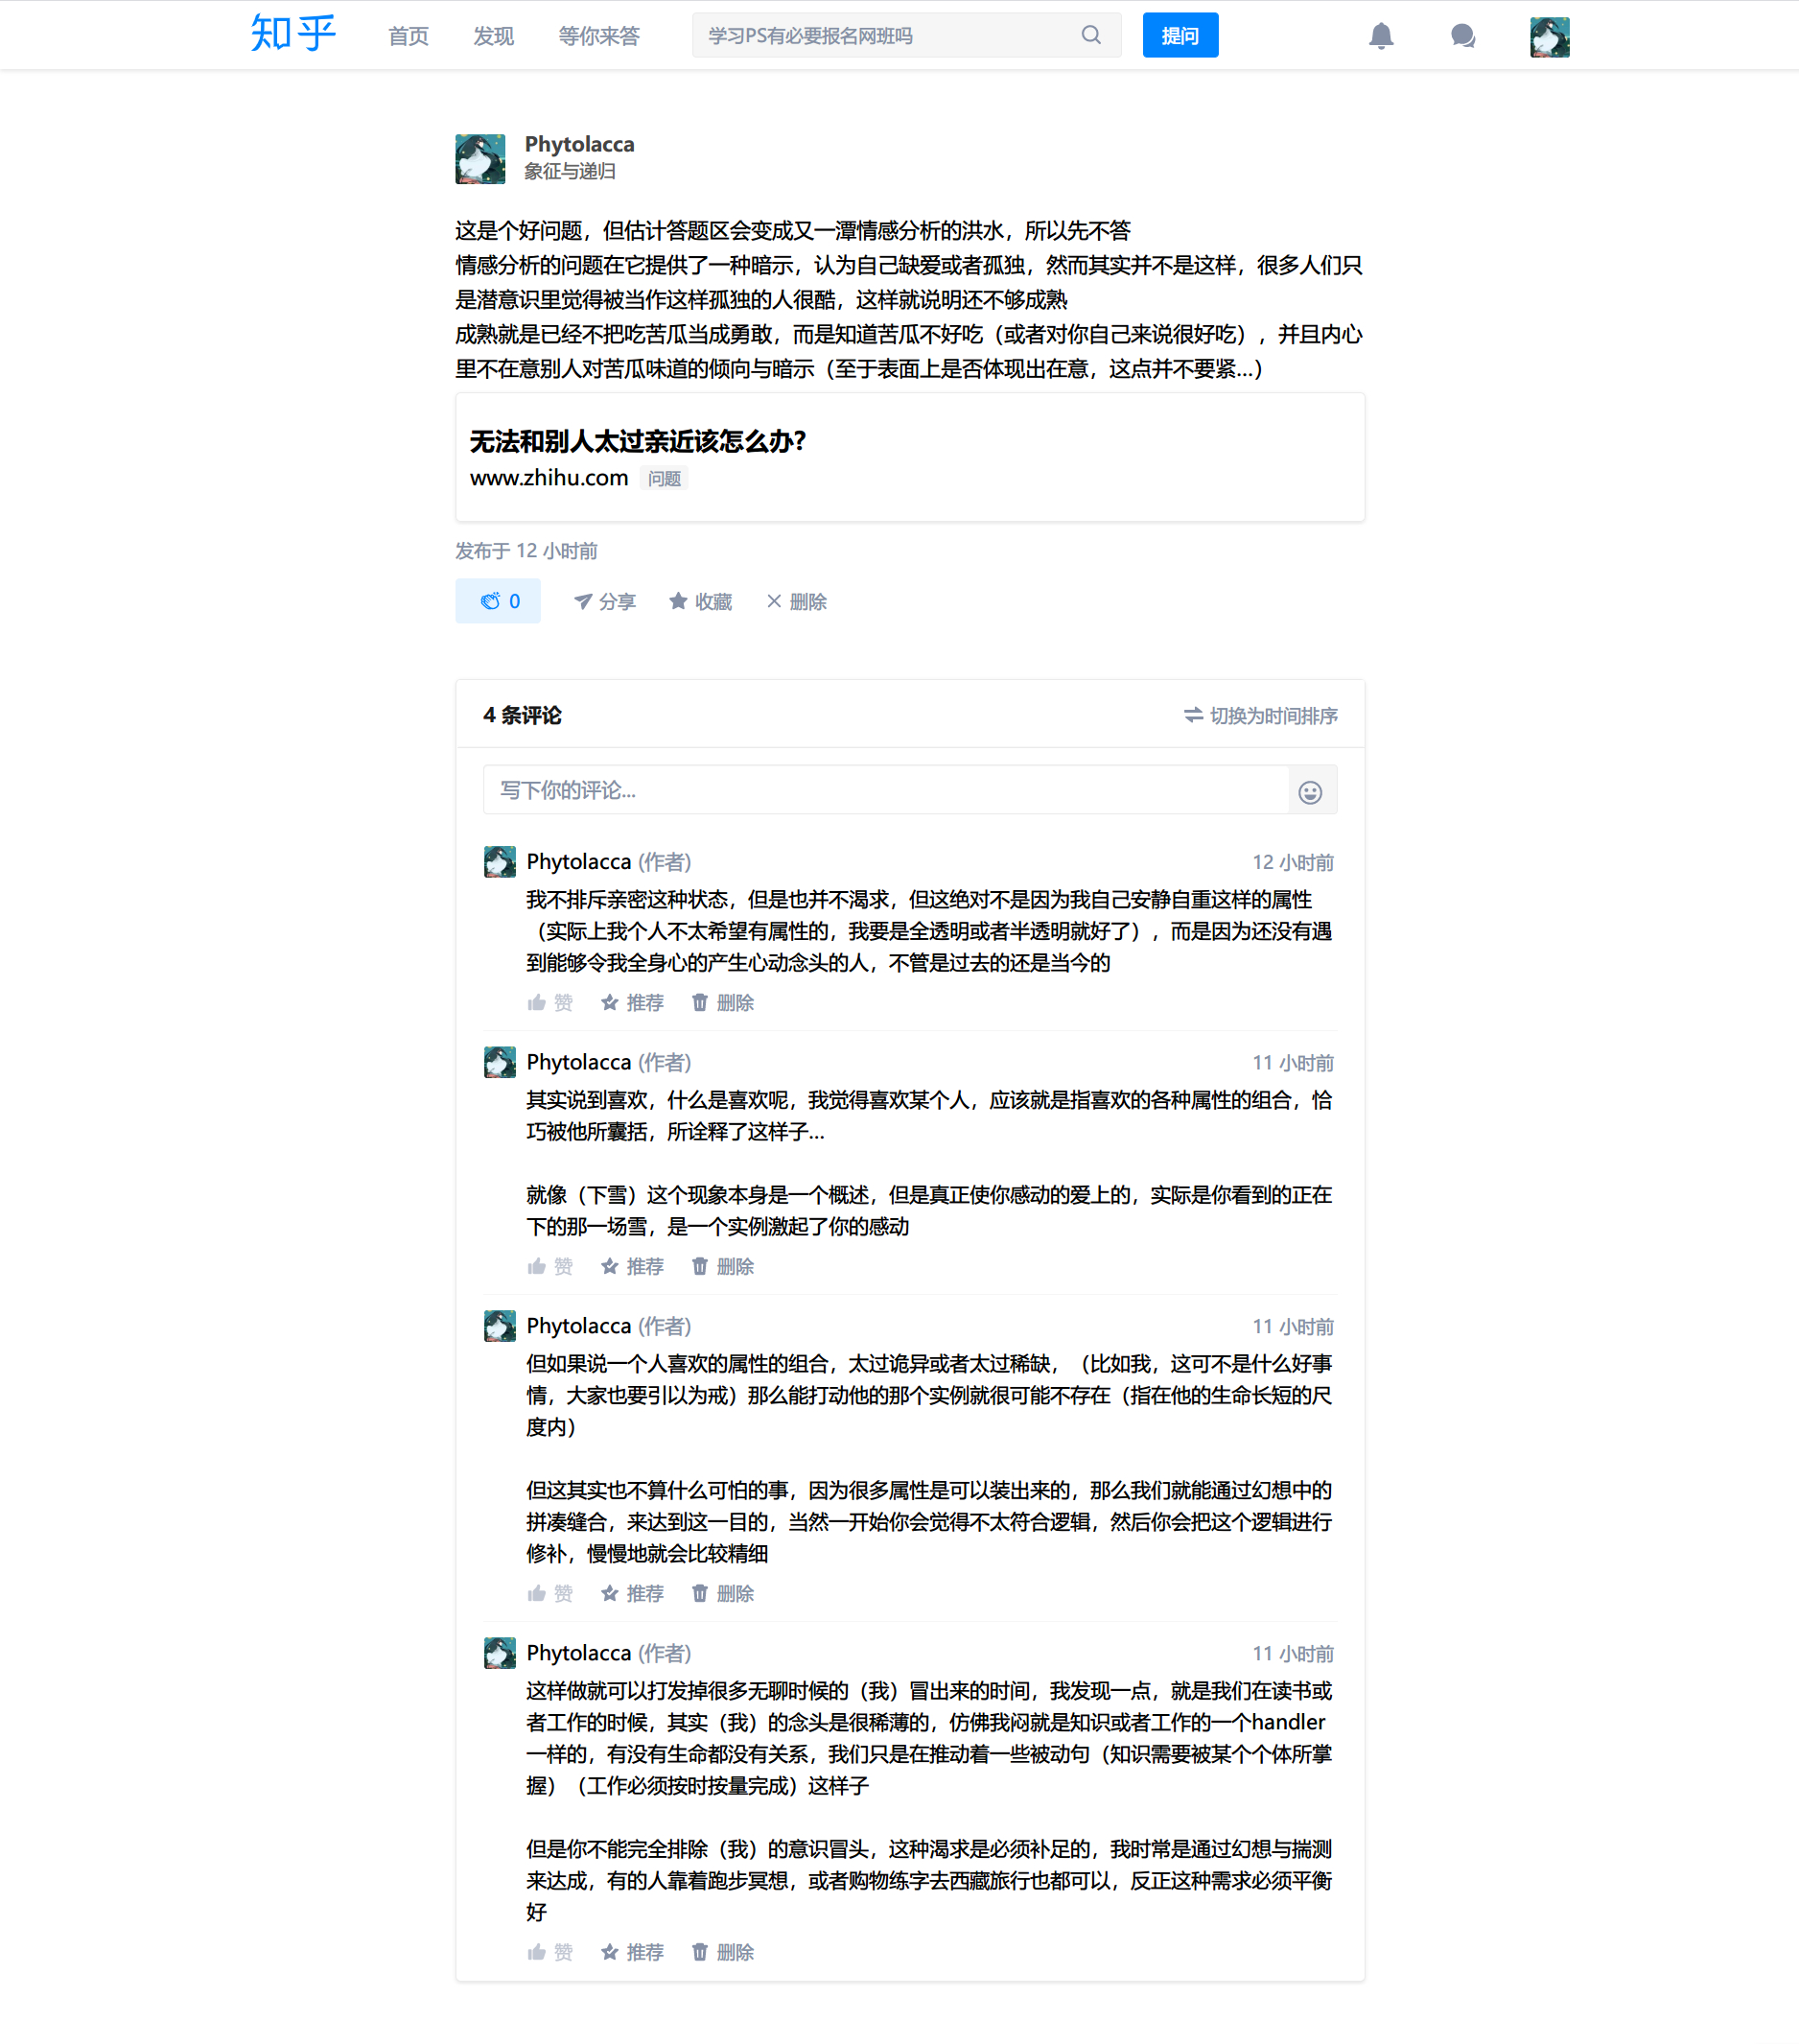 知乎 首页 发现 等你来答 学习PS有必要报名网班吗 提问
Phytolacca
象征与递归
这是个好问题，但估计答题区会变成又一潭情感分析的洪水，所以先不答
情感分析的问题在它提供了一种暗示，认为自己缺爱或者孤独，然而其实并不是这样，很多人们只
是潜意识里觉得被当作这样孤独的人很酷，这样就说明还不够成熟
成熟就是已经不把吃苦瓜当成勇敢，而是知道苦瓜不好吃（或者对你自己来说很好吃），并且内心
里不在意别人对苦瓜味道的倾向与暗示（至于表面上是否体现出在意，这点并不要紧...）
无法和别人太过亲近该怎么办?
www.zhihu.com 问题
发布于 12 小时前
0 分享 收藏 删除
4 条评论 切换为时间排序
写下你的评论...
Phytolacca (作者) 12 小时前
我不排斥亲密这种状态，但是也并不渴求，但这绝对不是因为我自己安静自重这样的属性
（实际上我个人不太希望有属性的，我要是全透明或者半透明就好了），而是因为还没有遇
到能够令我全身心的产生心动念头的人，不管是过去的还是当今的
赞 推荐 删除
Phytolacca (作者) 11 小时前
其实说到喜欢，什么是喜欢呢，我觉得喜欢某个人，应该就是指喜欢的各种属性的组合，恰
巧被他所囊括，所诠释了这样子...
就像（下雪）这个现象本身是一个概述，但是真正使你感动的爱上的，实际是你看到的正在
下的那一场雪，是一个实例激起了你的感动
赞 推荐 删除
Phytolacca (作者) 11 小时前
但如果说一个人喜欢的属性的组合，太过诡异或者太过稀缺，（比如我，这可不是什么好事
情，大家也要引以为戒）那么能打动他的那个实例就很可能不存在（指在他的生命长短的尺
度内）
但这其实也不算什么可怕的事，因为很多属性是可以装出来的，那么我们就能通过幻想中的
拼凑缝合，来达到这一目的，当然一开始你会觉得不太符合逻辑，然后你会把这个逻辑进行
修补，慢慢地就会比较精细
赞 推荐 删除
Phytolacca (作者) 11 小时前
这样做就可以打发掉很多无聊时候的（我）冒出来的时间，我发现一点，就是我们在读书或
者工作的时候，其实（我）的念头是很稀薄的，仿佛我闷就是知识或者工作的一个handler
一样的，有没有生命都没有关系，我们只是在推动着一些被动句（知识需要被某个个体所掌
握）（工作必须按时按量完成）这样子
但是你不能完全排除（我）的意识冒头，这种渴求是必须补足的，我时常是通过幻想与揣测
来达成，有的人靠着跑步冥想，或者购物练字去西藏旅行也都可以，反正这种需求必须平衡
好
赞 推荐 删除